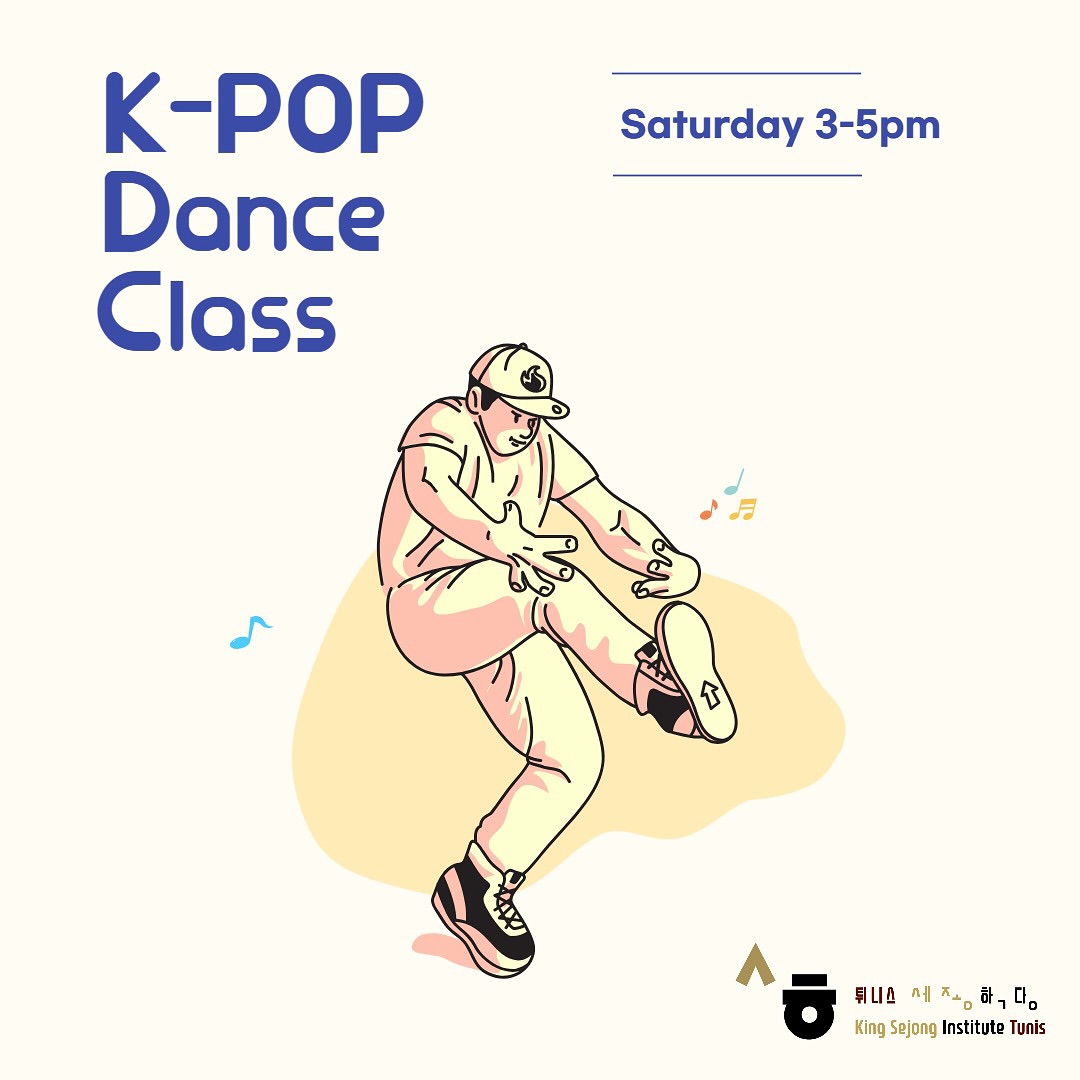 K-POP
Dance
Class
Saturday 3-5pm
튀니스 세종학당
King Sejong Institute Tunis